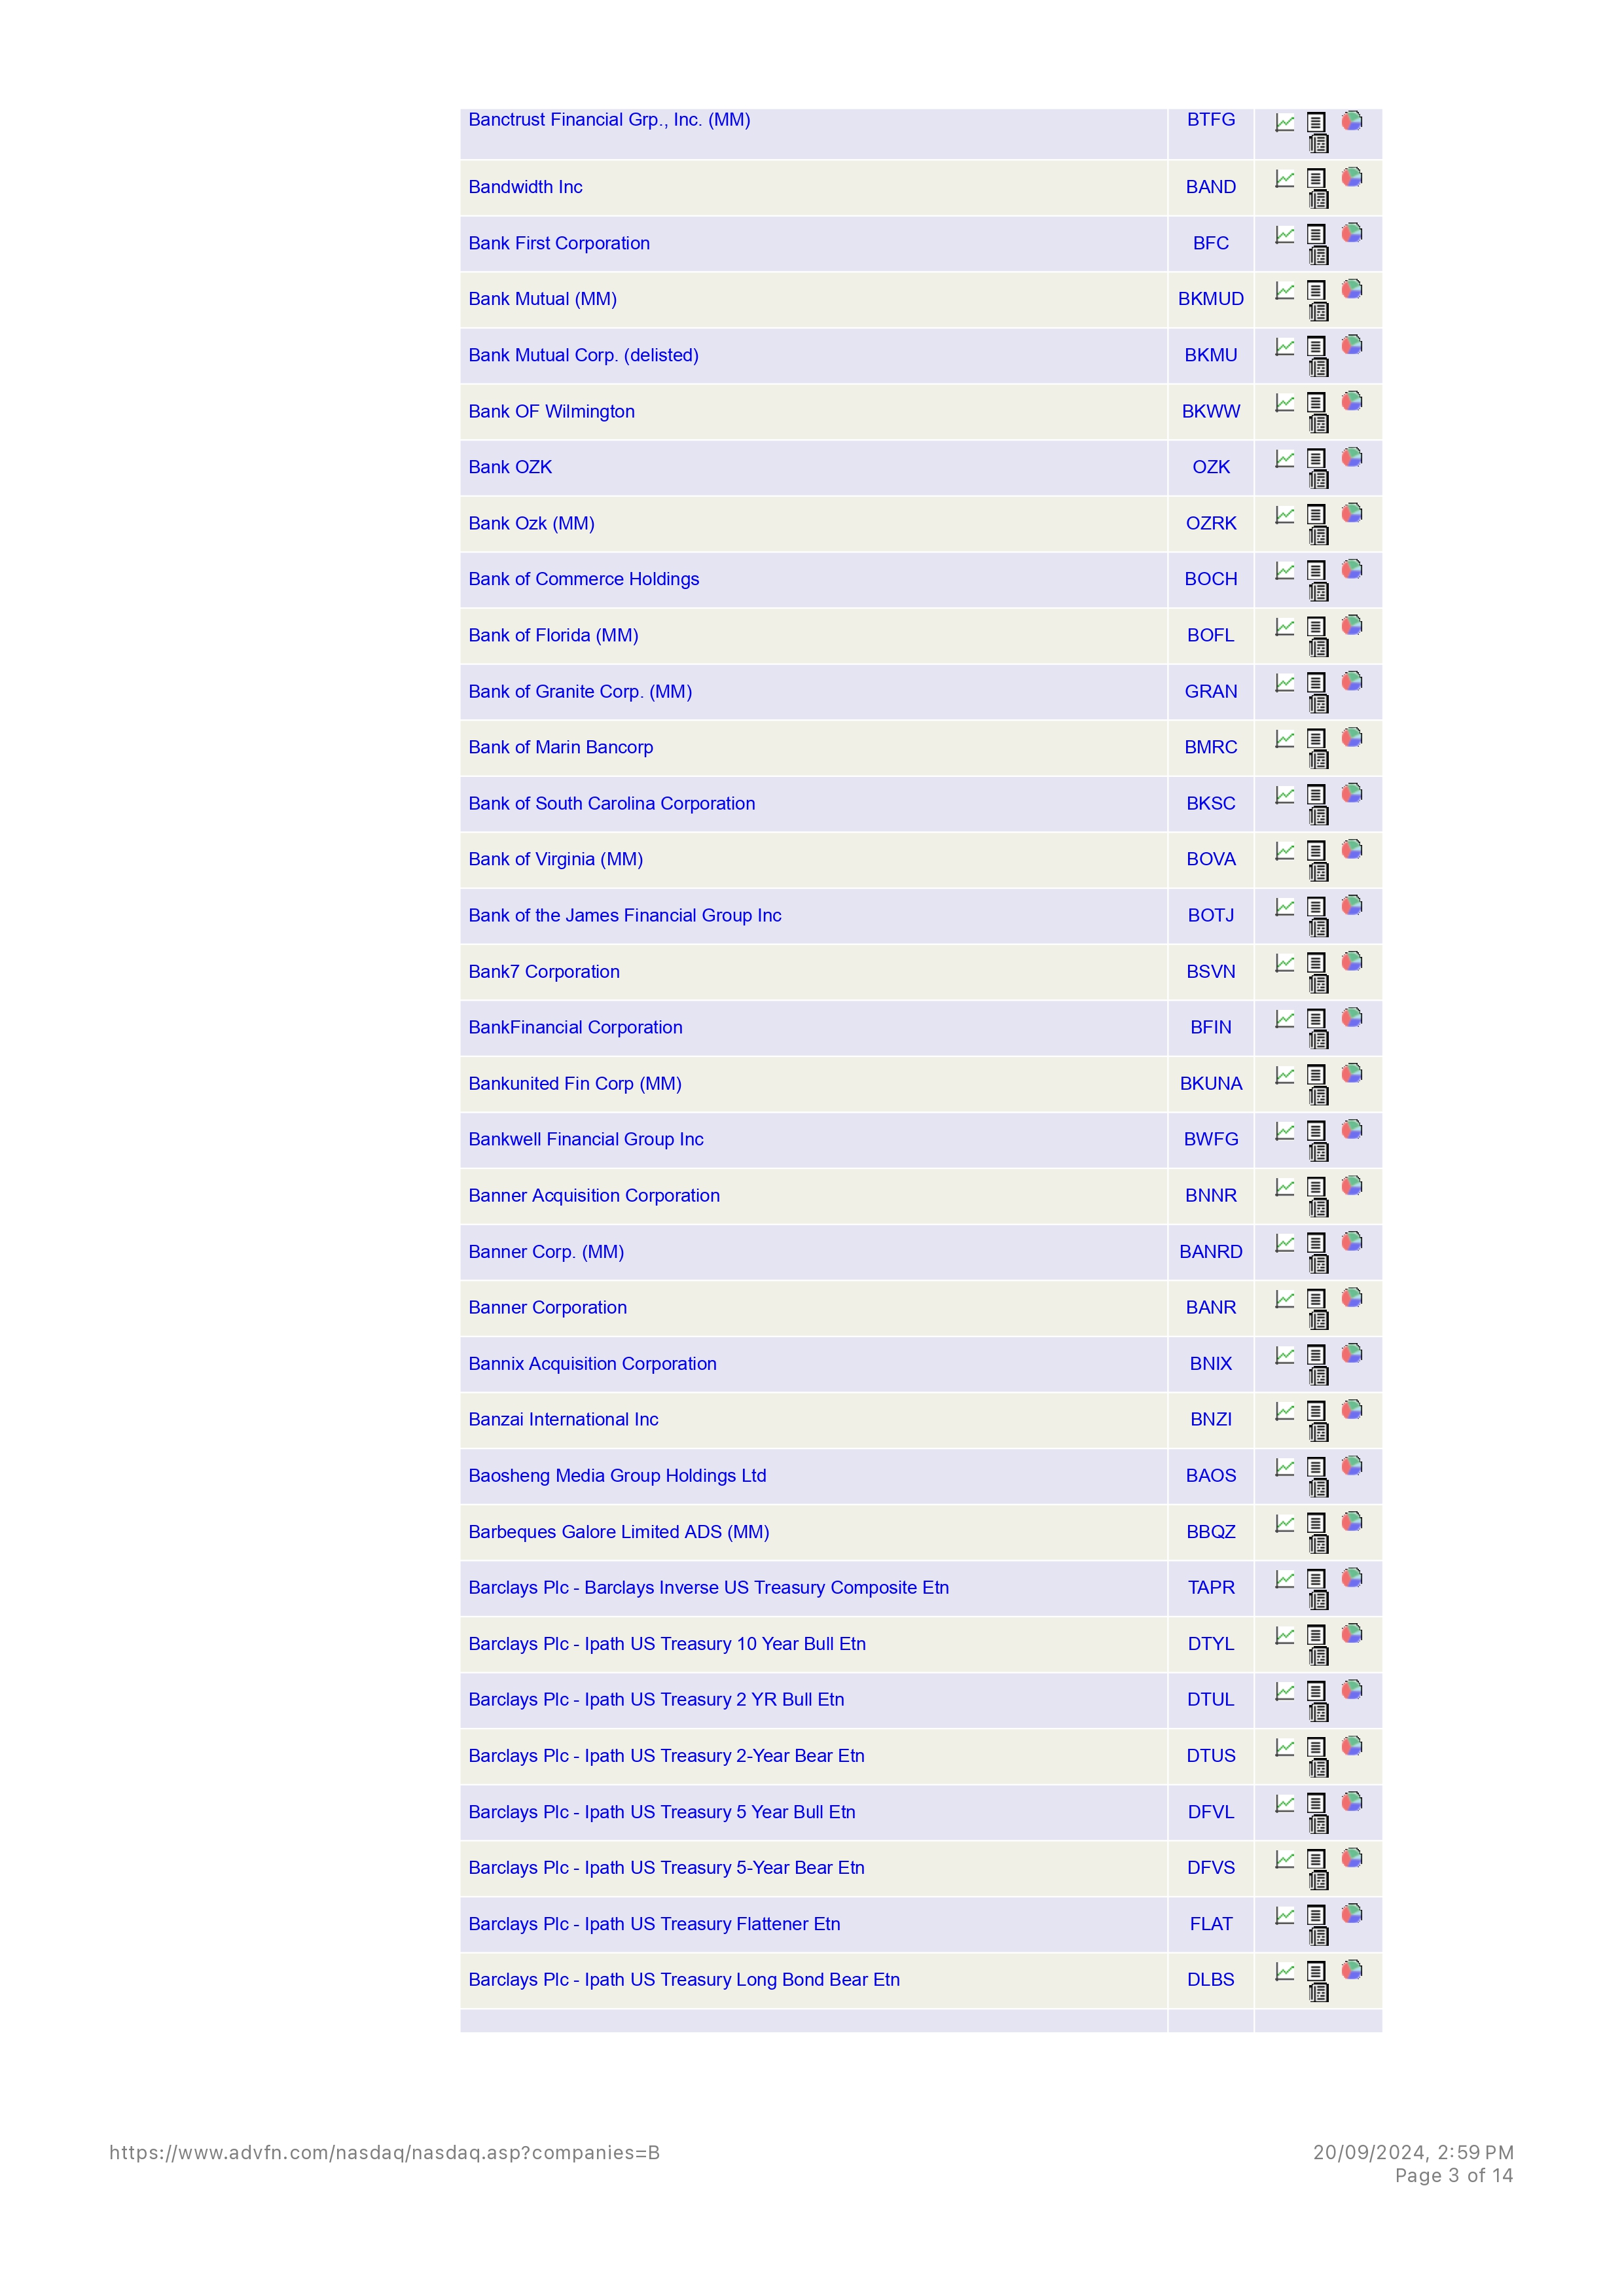 Banctrust Financial Grp., Inc. (MM) BTFG
Bandwidth Inc BAND
Bank First Corporation BFC
Bank Mutual (MM) BKMUD
Bank Mutual Corp. (delisted) BKMU
Bank OF Wilmington BKWW
Bank OZK OZK
Bank Ozk (MM) OZRK
Bank of Commerce Holdings BOCH
Bank of Florida (MM) BOFL
Bank of Granite Corp. (MM) GRAN
Bank of Marin Bancorp BMRC
Bank of South Carolina Corporation BKSC
Bank of Virginia (MM) BOVA
Bank of the James Financial Group Inc BOTJ
Bank7 Corporation BSVN
BankFinancial Corporation BFIN
Bankunited Fin Corp (MM) BKUNA
Bankwell Financial Group Inc BWFG
Banner Acquisition Corporation BNNR
Banner Corp. (MM) BANRD
Banner Corporation BANR
Bannix Acquisition Corporation BNIX
Banzai International Inc BNZI
Baosheng Media Group Holdings Ltd BAOS
Barbeques Galore Limited ADS (MM) BBQZ
Barclays Plc - Barclays Inverse US Treasury Composite Etn TAPR
Barclays Plc - Ipath US Treasury 10 Year Bull Etn DTYL
Barclays Plc - Ipath US Treasury 2 YR Bull Etn DTUL
Barclays Plc - Ipath US Treasury 2-Year Bear Etn DTUS
Barclays Plc - Ipath US Treasury 5 Year Bull Etn DFVL
Barclays Plc - Ipath US Treasury 5-Year Bear Etn DFVS
Barclays Plc - Ipath US Treasury Flattener Etn FLAT
Barclays Plc - Ipath US Treasury Long Bond Bear Etn DLBS
https://www.advfn.com/nasdaq/nasdaq.asp?companies=B 20/09/2024, 2:59 PM
Page 3 of 14